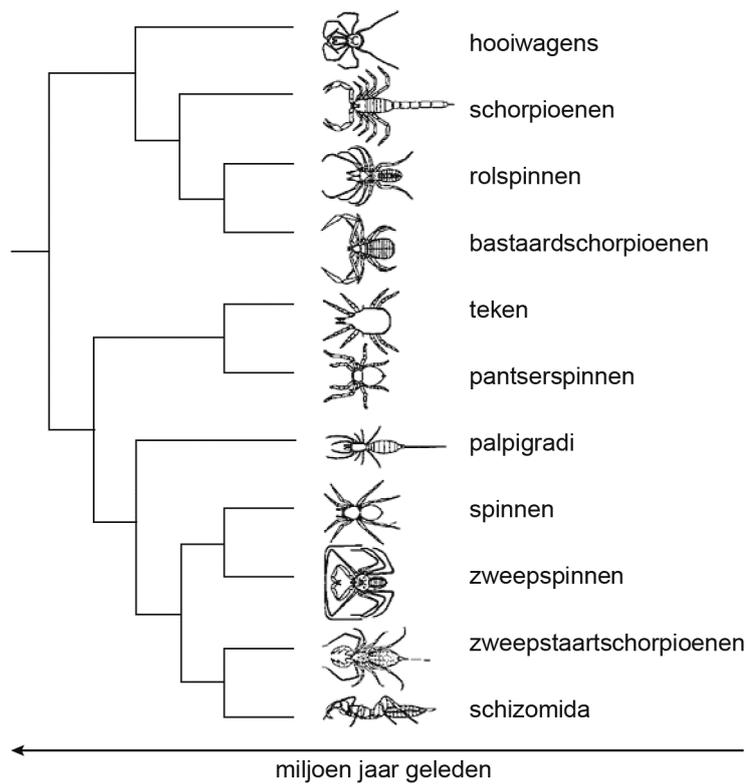 hooiwagens
schorpioenen
rolspinnen
bastaardschorpioenen
teken
pantserspinnen
palpigradi
spinnen
zweepspinnen
zweepstaartschorpioenen
schizomida
miljoen jaar geleden